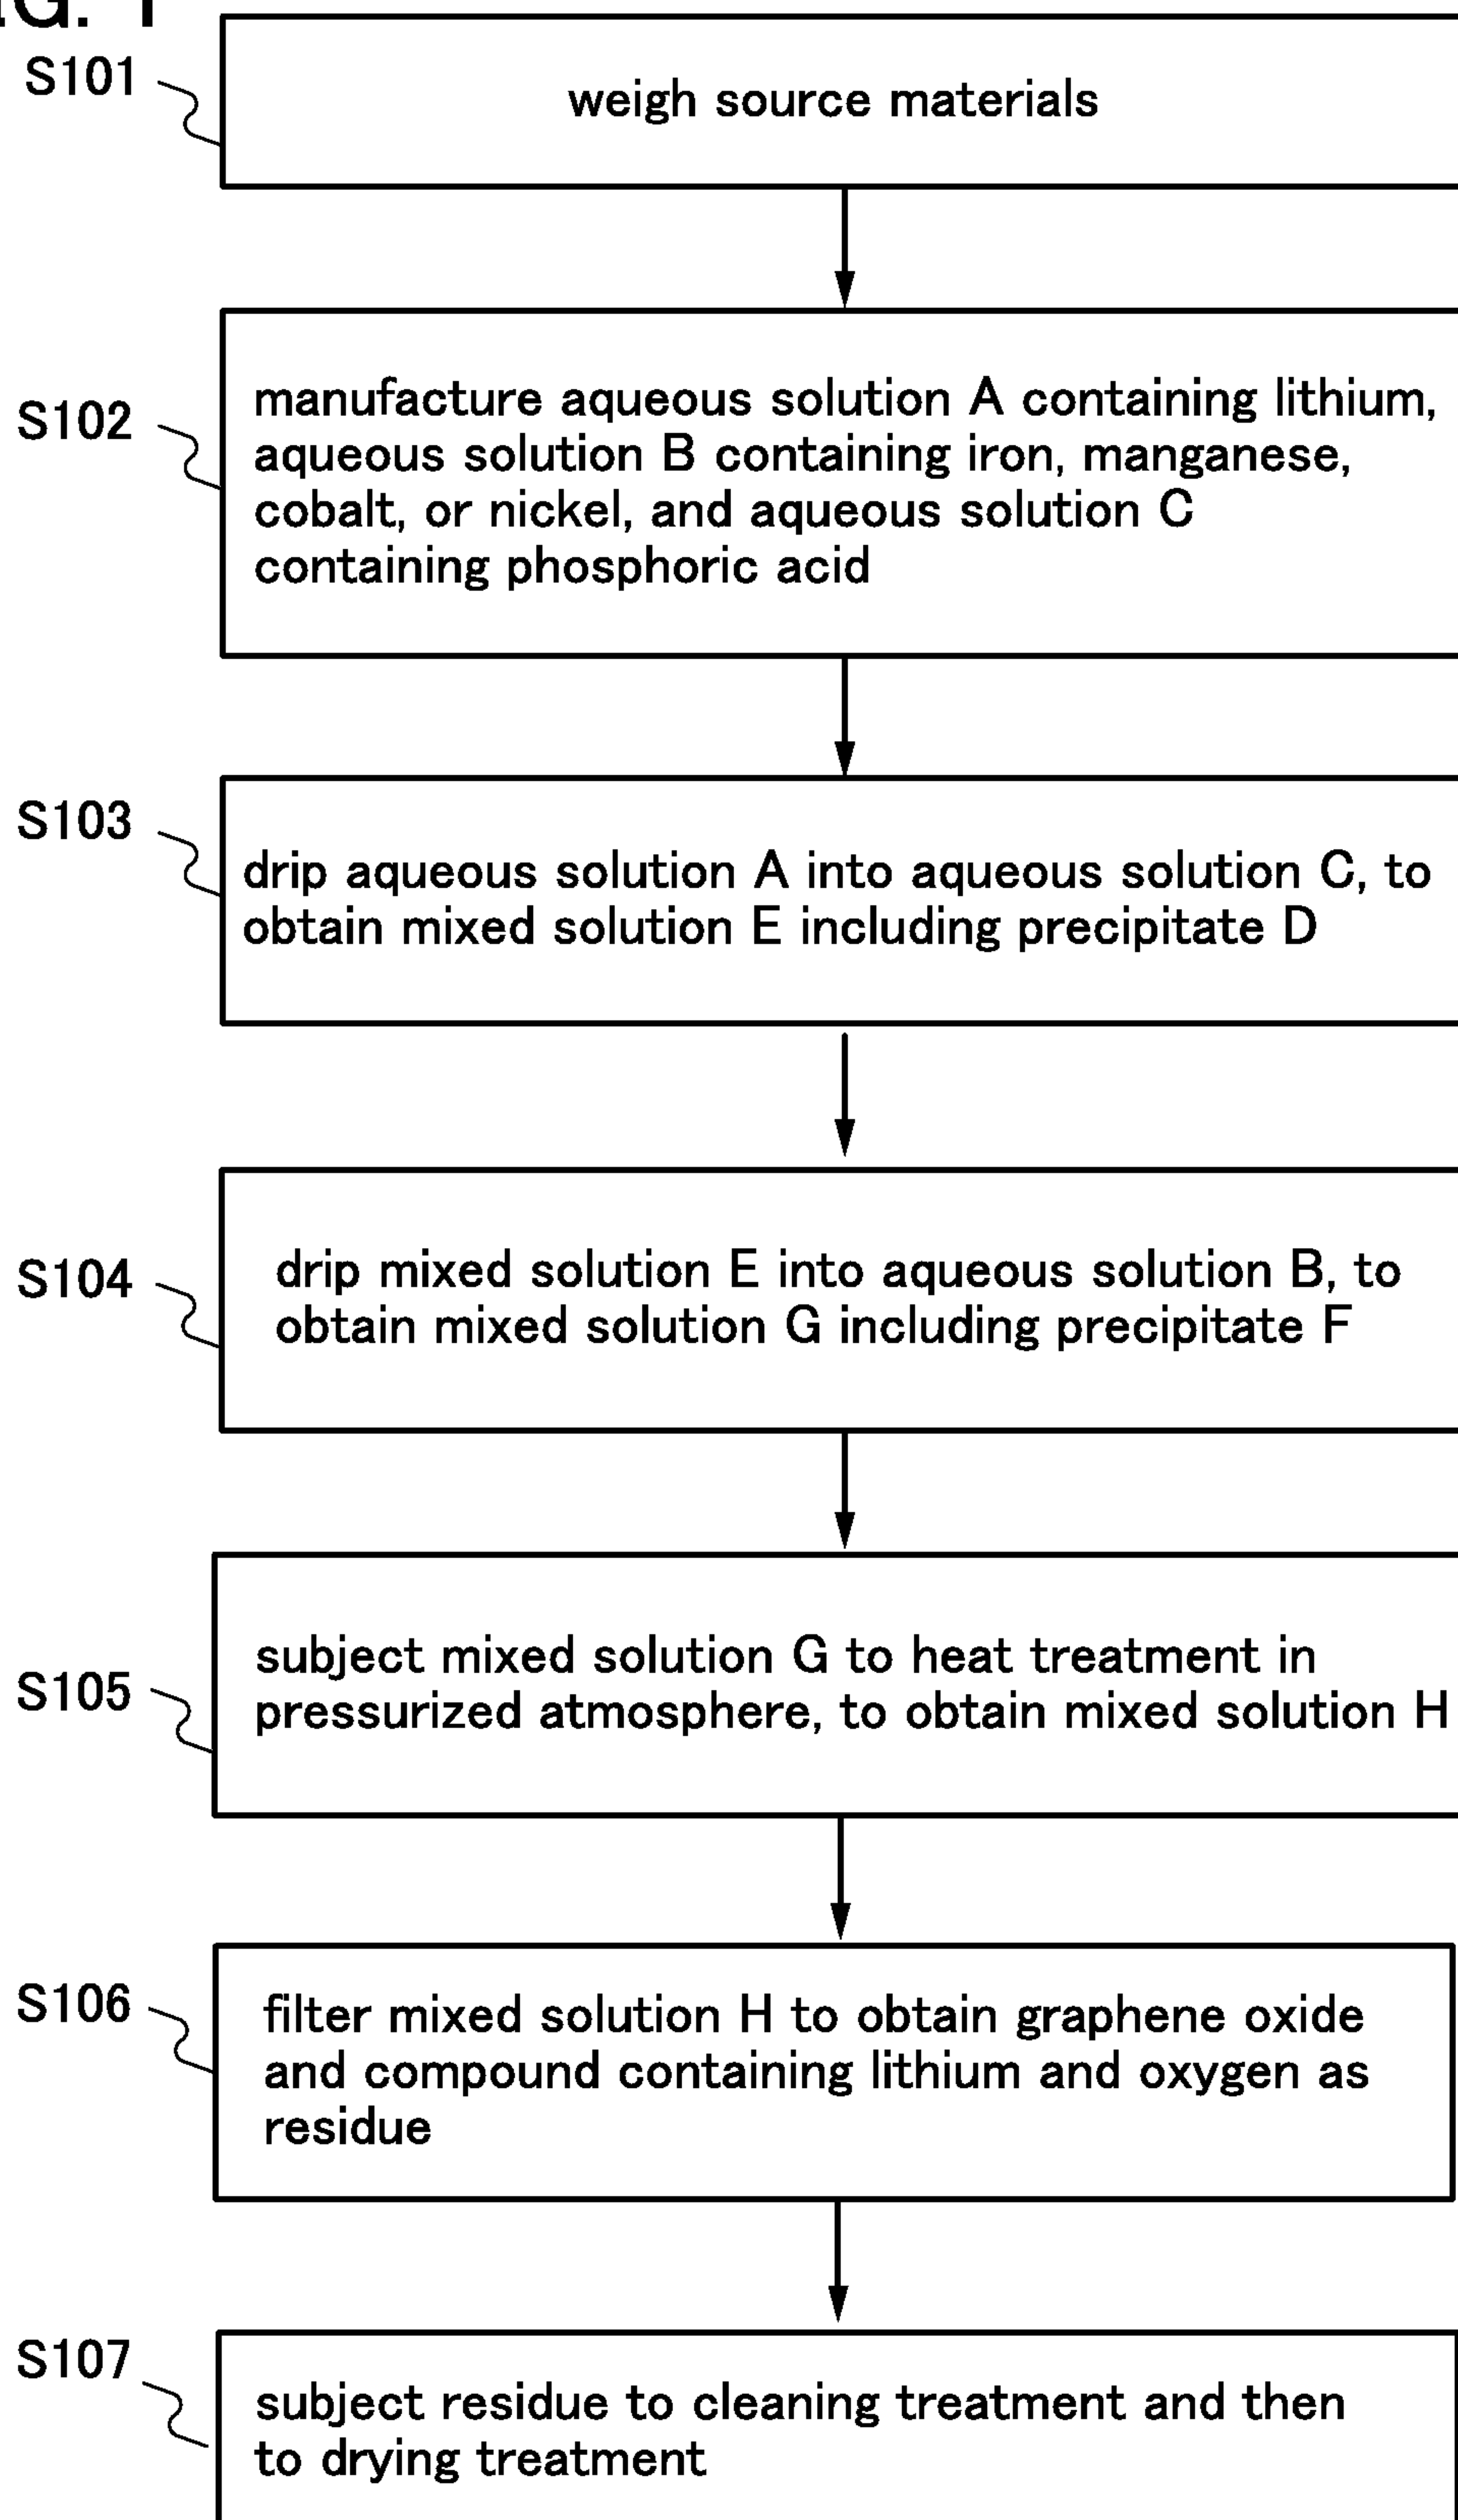 G. 1
S101
weigh source materials
S102
manufacture aqueous solution A containing lithium,
aqueous solution B containing iron, manganese,
cobalt, or nickel, and aqueous solution C
containing phosphoric acid
S103
drip aqueous solution A into aqueous solution C, to
obtain mixed solution E including precipitate D
S104
drip mixed solution E into aqueous solution B, to
obtain mixed solution G including precipitate F
S105
subject mixed solution G to heat treatment in
pressurized atmosphere, to obtain mixed solution H
S106
filter mixed solution H to obtain graphene oxide
and compound containing lithium and oxygen as
residue
S107
subject residue to cleaning treatment and then
to drying treatment